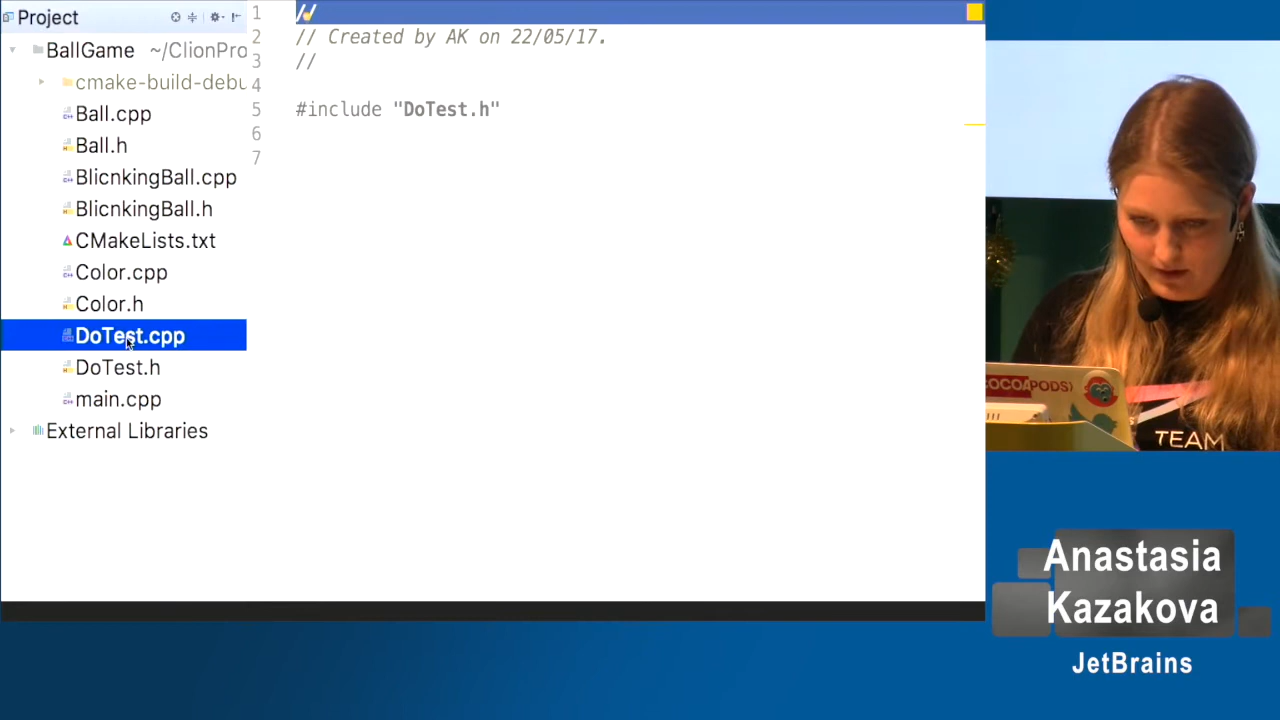 Project
BallGame ~/ClionPro
cmake-build-debu
Ball.cpp
Ball.h
BlicnkingBall.cpp
BlicnkingBall.h
CMakeLists.txt
Color.cpp
Color.h
DoTest.cpp
DoTest.h
main.cpp
External Libraries
1 //
2 // Created by AK on 22/05/17.
3 //
4
5 #include "DoTest.h"
6
7
COCOAPODS)
TEAM
Anastasia
Kazakova
JetBrains